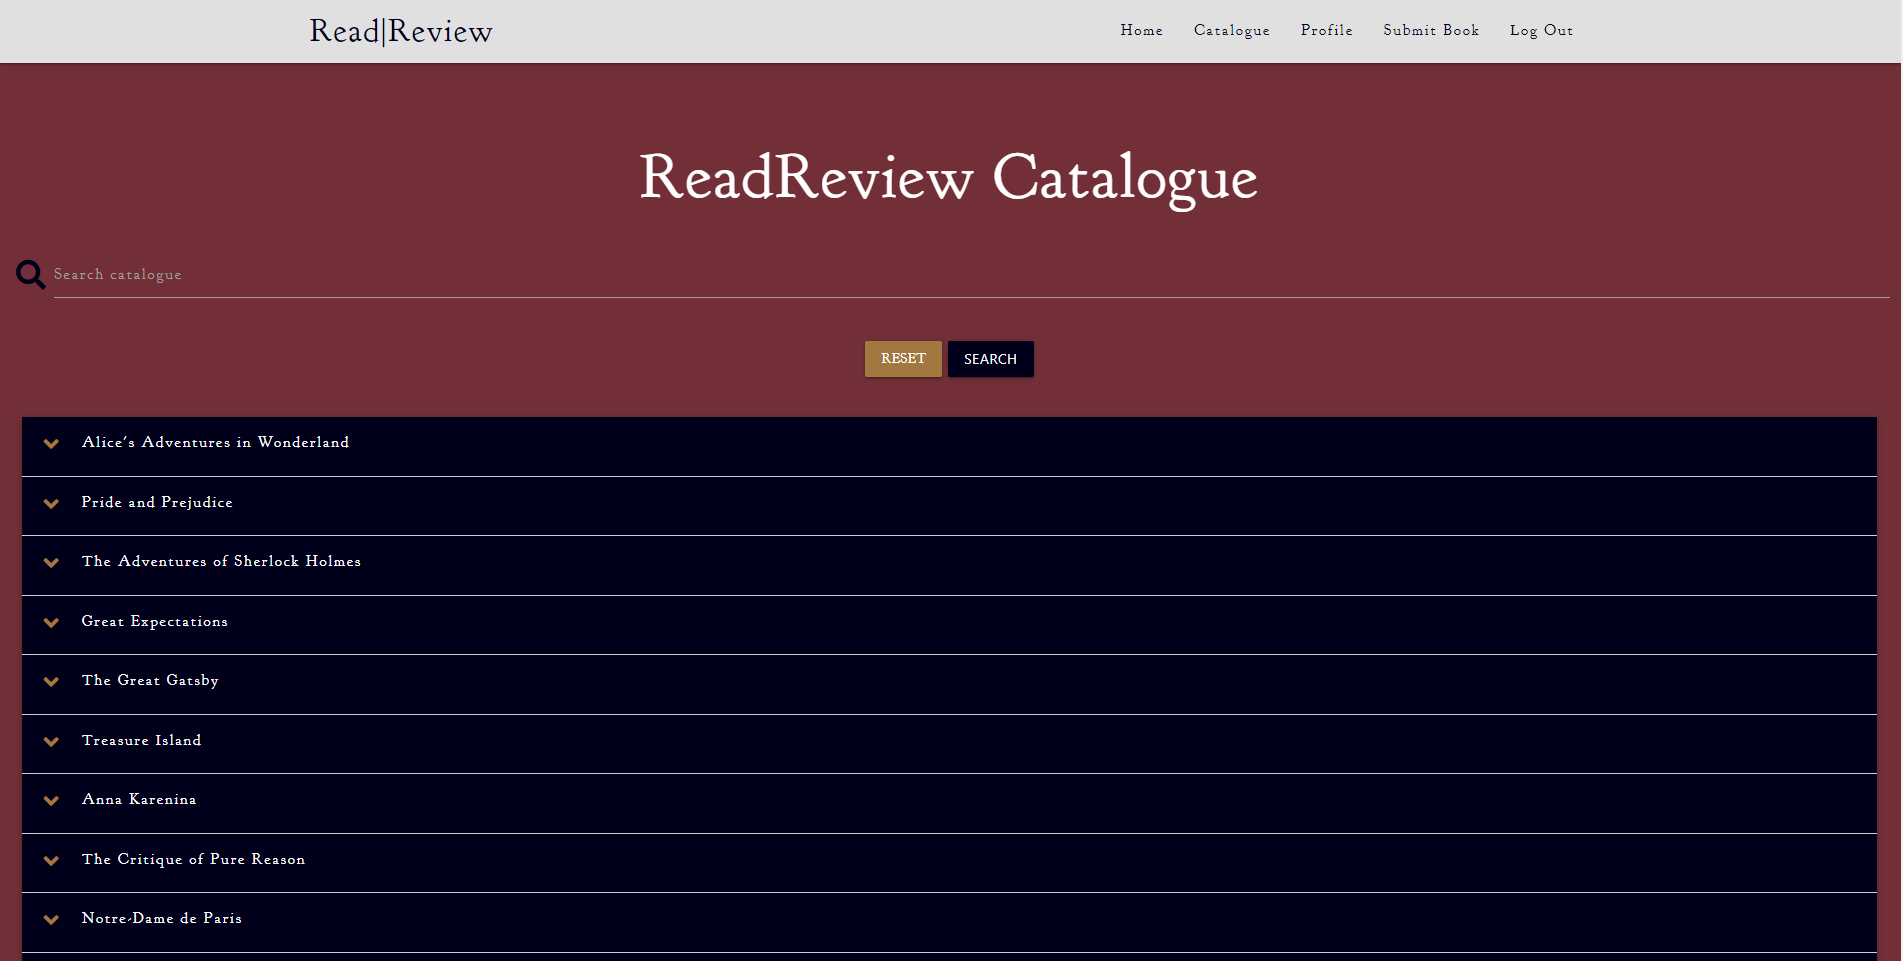 Read|Review
Home Catalogue Profile Submit Book Log Out
ReadReview Catalogue
Search catalogue
RESET SEARCH
Alice's Adventures in Wonderland
Pride and Prejudice
The Adventures of Sherlock Holmes
Great Expectations
The Great Gatsby
Treasure Island
Anna Karenina
The Critique of Pure Reason
Notre-Dame de Paris